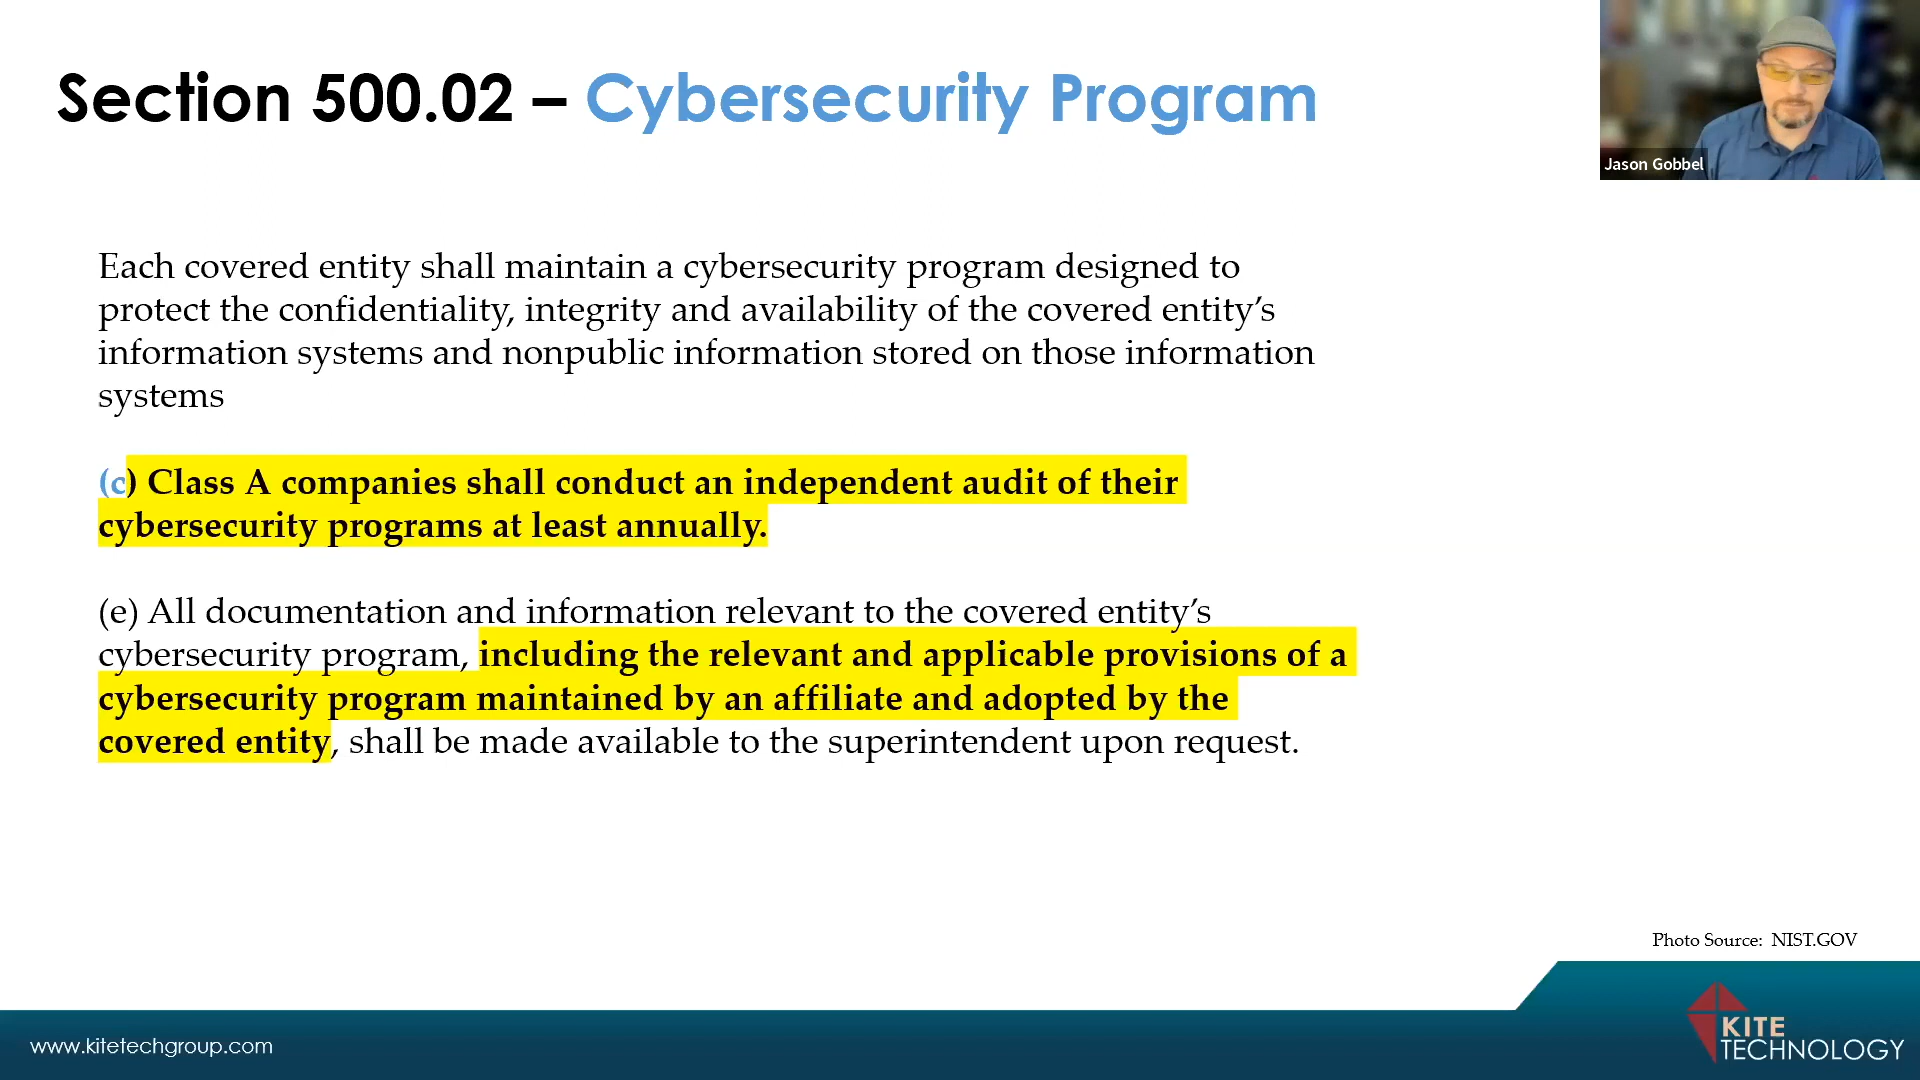 Section 500.02 – Cybersecurity Program
Jason Gobbel
Each covered entity shall maintain a cybersecurity program designed to
protect the confidentiality, integrity and availability of the covered entity’s
information systems and nonpublic information stored on those information
systems
(c) Class A companies shall conduct an independent audit of their
cybersecurity programs at least annually.
(e) All documentation and information relevant to the covered entity’s
cybersecurity program, including the relevant and applicable provisions of a
cybersecurity program maintained by an affiliate and adopted by the
covered entity, shall be made available to the superintendent upon request.
Photo Source: NIST.GOV
www.kitetechgroup.com
KITE
TECHNOLOGY